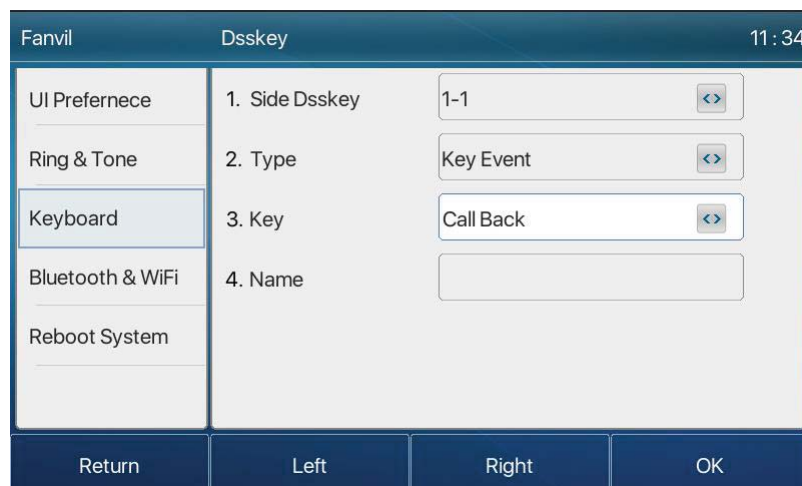 Fanvil Dsskey 11:34
UI Prefernece
Ring & Tone
Keyboard
Bluetooth & WiFi
Reboot System
1. Side Dsskey 1-1
2. Type Key Event
3. Key Call Back
4. Name
Return Left Right OK